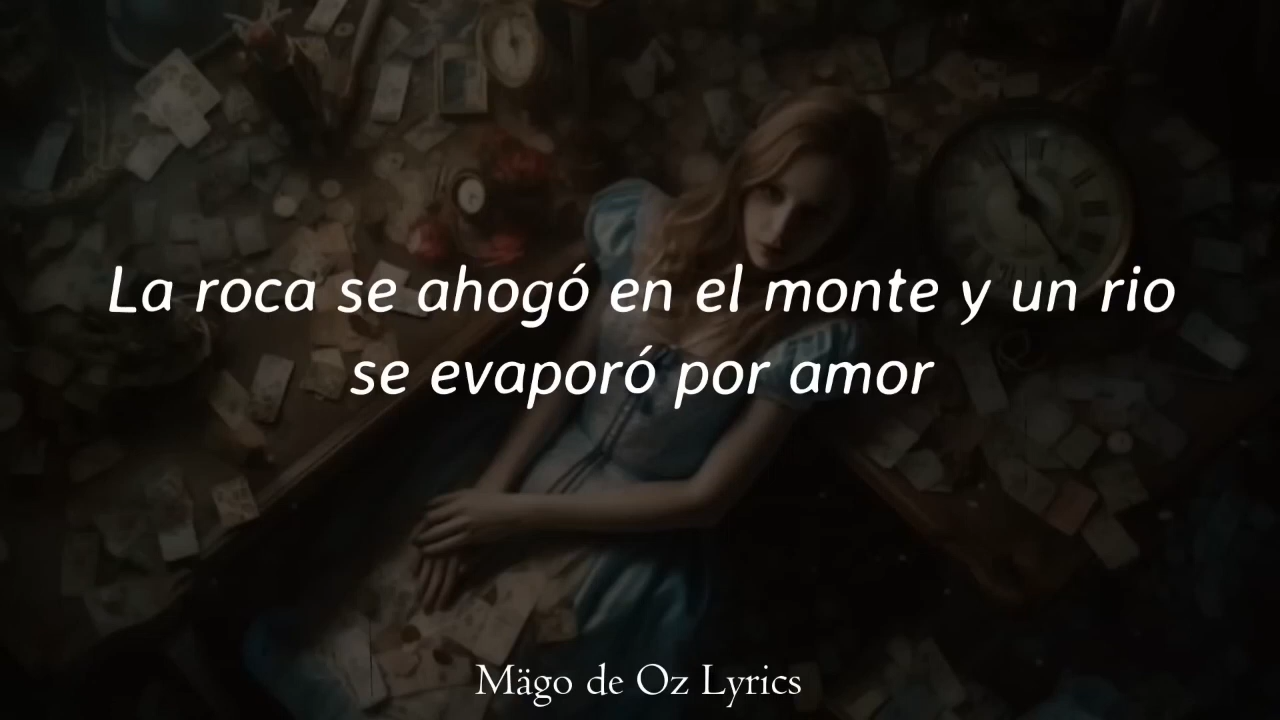 La roca se ahogó en el monte y un rio
se evaporó por amor
Mägo de Oz Lyrics